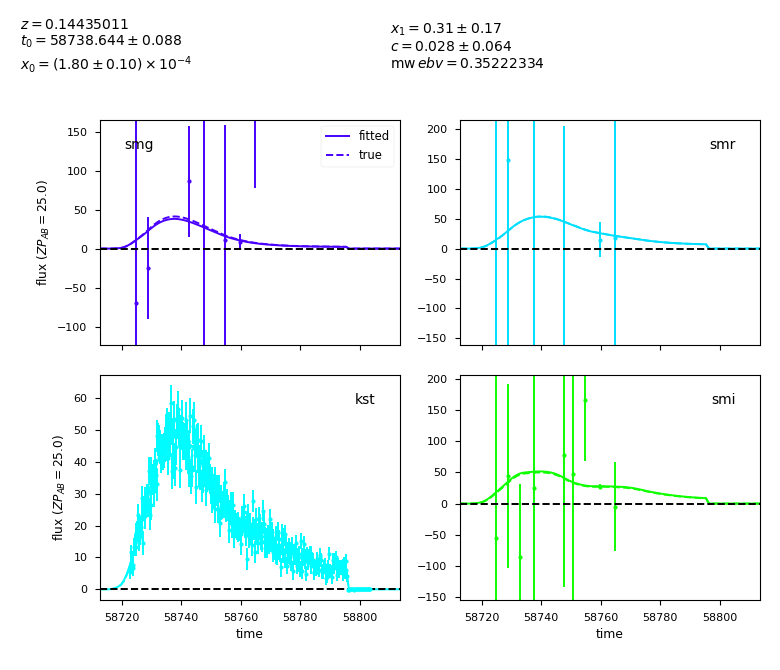 z = 0.14435011
t₀ = 58738.644 ± 0.088
x₀ = (1.80 ± 0.10) × 10⁻⁴
x₁ = 0.31 ± 0.17
c = 0.028 ± 0.064
mw ebv = 0.35222334
smg
fitted
true
150
100
50
0
−50
−100
flux (ZP_AB = 25.0)
smr
200
150
100
50
0
−50
−100
−150
kst
60
50
40
30
20
10
0
flux (ZP_AB = 25.0)
58720 58740 58760 58780 58800
time
smi
200
150
100
50
0
−50
−100
−150
58720 58740 58760 58780 58800
time